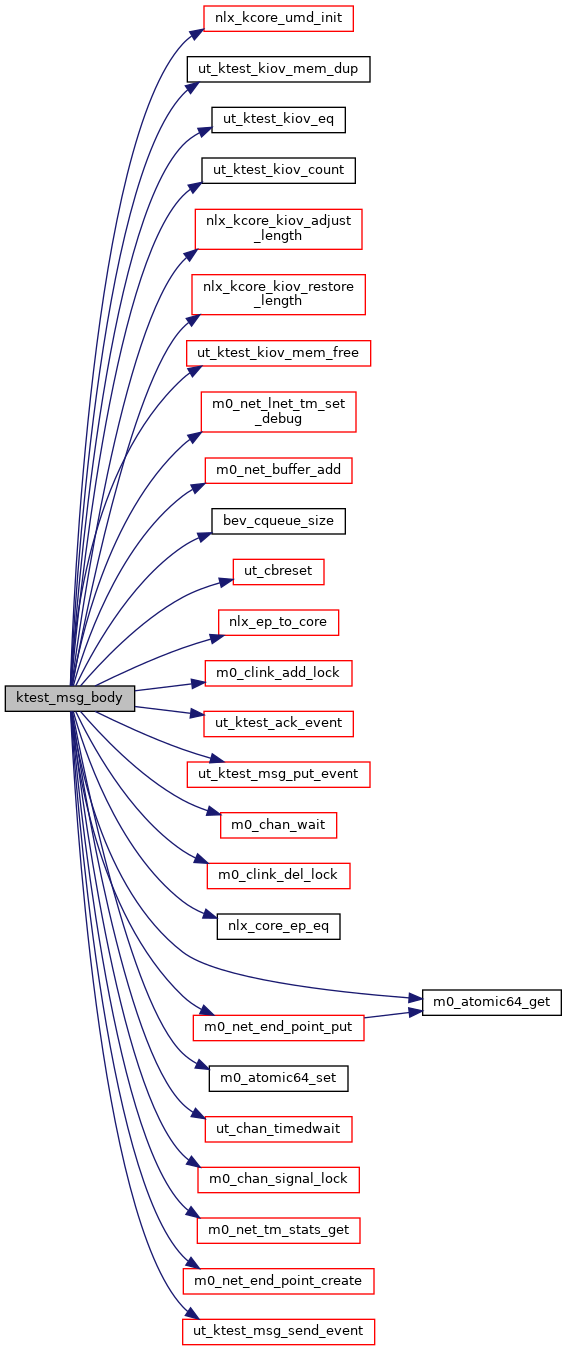 nlx_kcore_umd_init
ut_ktest_kiov_mem_dup
ut_ktest_kiov_eq
ut_ktest_kiov_count
nlx_kcore_kiov_adjust
_length
nlx_kcore_kiov_restore
_length
ut_ktest_kiov_mem_free
m0_net_lnet_tm_set
_debug
m0_net_buffer_add
bev_cqueue_size
ut_cbreset
nlx_ep_to_core
m0_clink_add_lock
ktest_msg_body
ut_ktest_ack_event
ut_ktest_msg_put_event
m0_chan_wait
m0_clink_del_lock
nlx_core_ep_eq
m0_atomic64_get
m0_net_end_point_put
m0_atomic64_set
ut_chan_timedwait
m0_chan_signal_lock
m0_net_tm_stats_get
m0_net_end_point_create
ut_ktest_msg_send_event